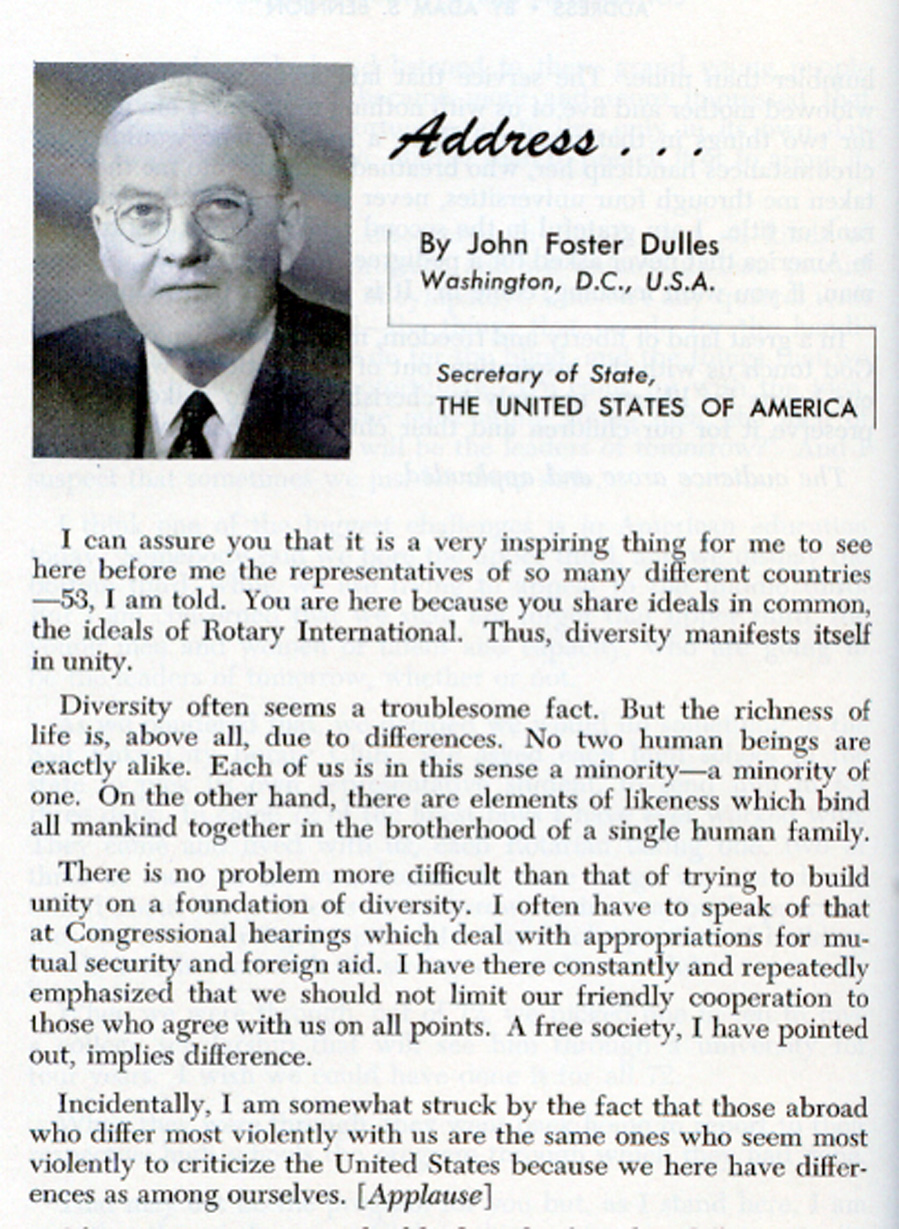 Address
By John Foster Dulles
Washington, D.C., U.S.A.
Secretary of State,
THE UNITED STATES OF AMERICA
I can assure you that it is a very inspiring thing for me to see
here before me the representatives of so many different countries
—53, I am told. You are here because you share ideals in common,
the ideals of Rotary International. Thus, diversity manifests itself
in unity.
Diversity often seems a troublesome fact. But the richness of
life is, above all, due to differences. No two human beings are
exactly alike. Each of us is in this sense a minority—a minority of
one. On the other hand, there are elements of likeness which bind
all mankind together in the brotherhood of a single human family.
There is no problem more difficult than that of trying to build
unity on a foundation of diversity. I often have to speak of that
at Congressional hearings which deal with appropriations for mu-
tual security and foreign aid. I have there constantly and repeatedly
emphasized that we should not limit our friendly cooperation to
those who agree with us on all points. A free society, I have pointed
out, implies difference.
Incidentally, I am somewhat struck by the fact that those abroad
who differ most violently with us are the same ones who seem most
violently to criticize the United States because we here have differ-
ences as among ourselves. [Applause]